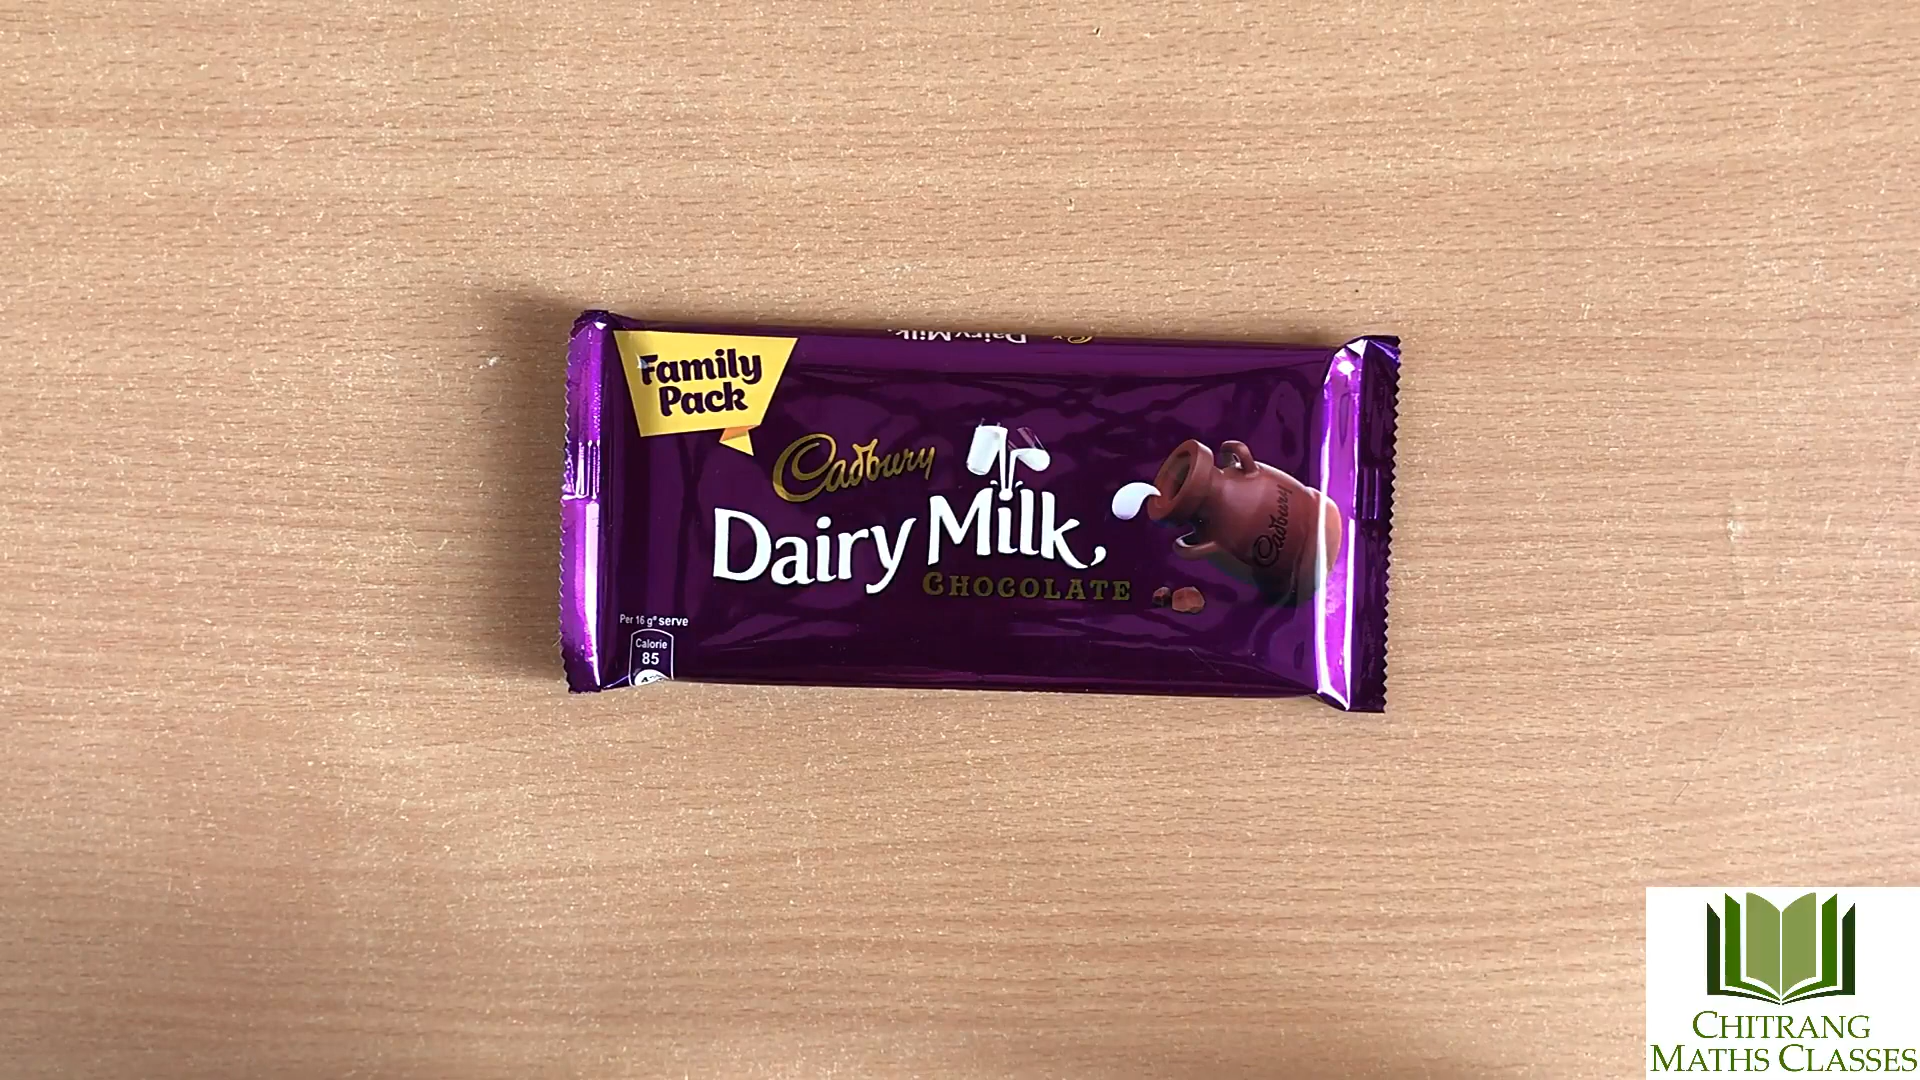 Family
Pack
Cadbury
Dairy Milk
CHOCOLATE
Cadbury
Per 16 g* serve
Calorie
85
CHITRANG
MATHS CLASSES